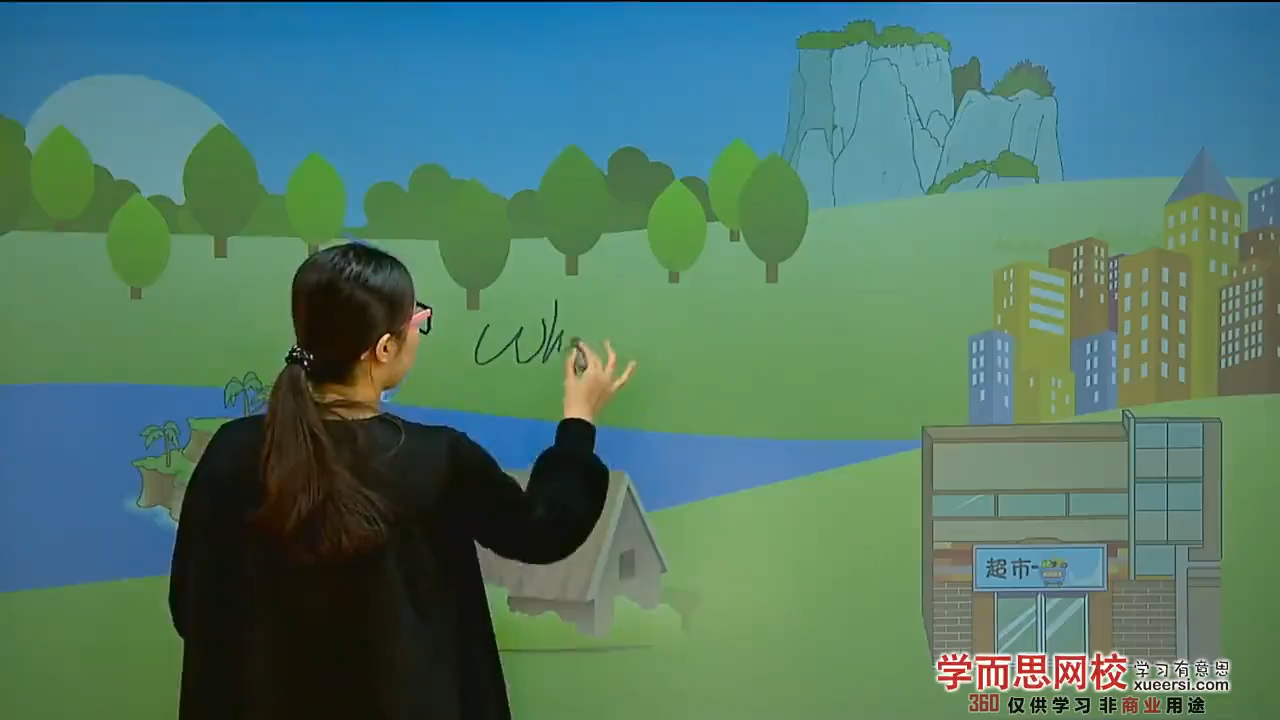 wh
超市
学而思网校 学习有意思
xueersi.com
360 仅供学习 非商业用途